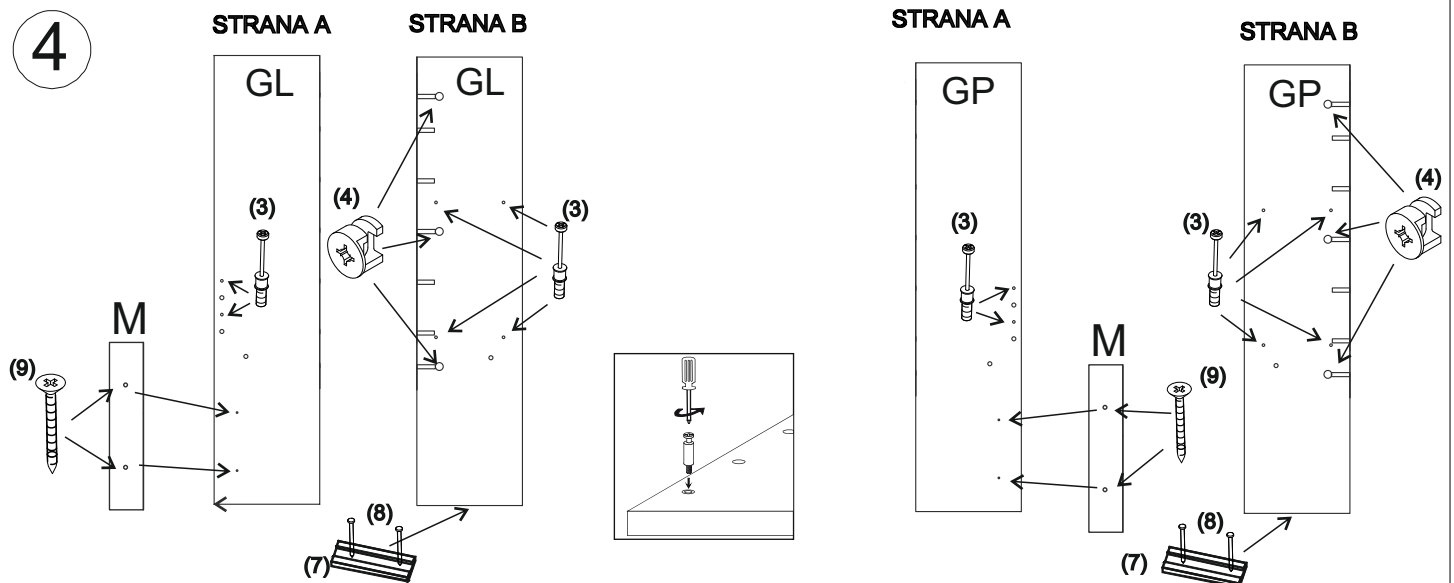 4
STRANA A
STRANA B
GL
GL
(3)
(4)
(3)
M
(9)
(8)
(7)
STRANA A
STRANA B
GP
GP
(3)
(3)
(4)
M
(9)
(8)
(7)